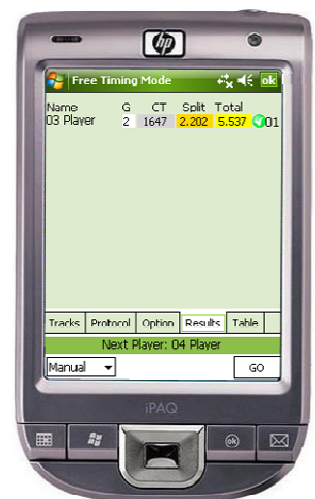 hp
Free Timing Mode ok
Name G CT Split Total
03 Player 2 1647 2.202 5.537 01
Tracks Protocol Option Results Table
Next Player: 04 Player
Manual GO
iPAQ
ok